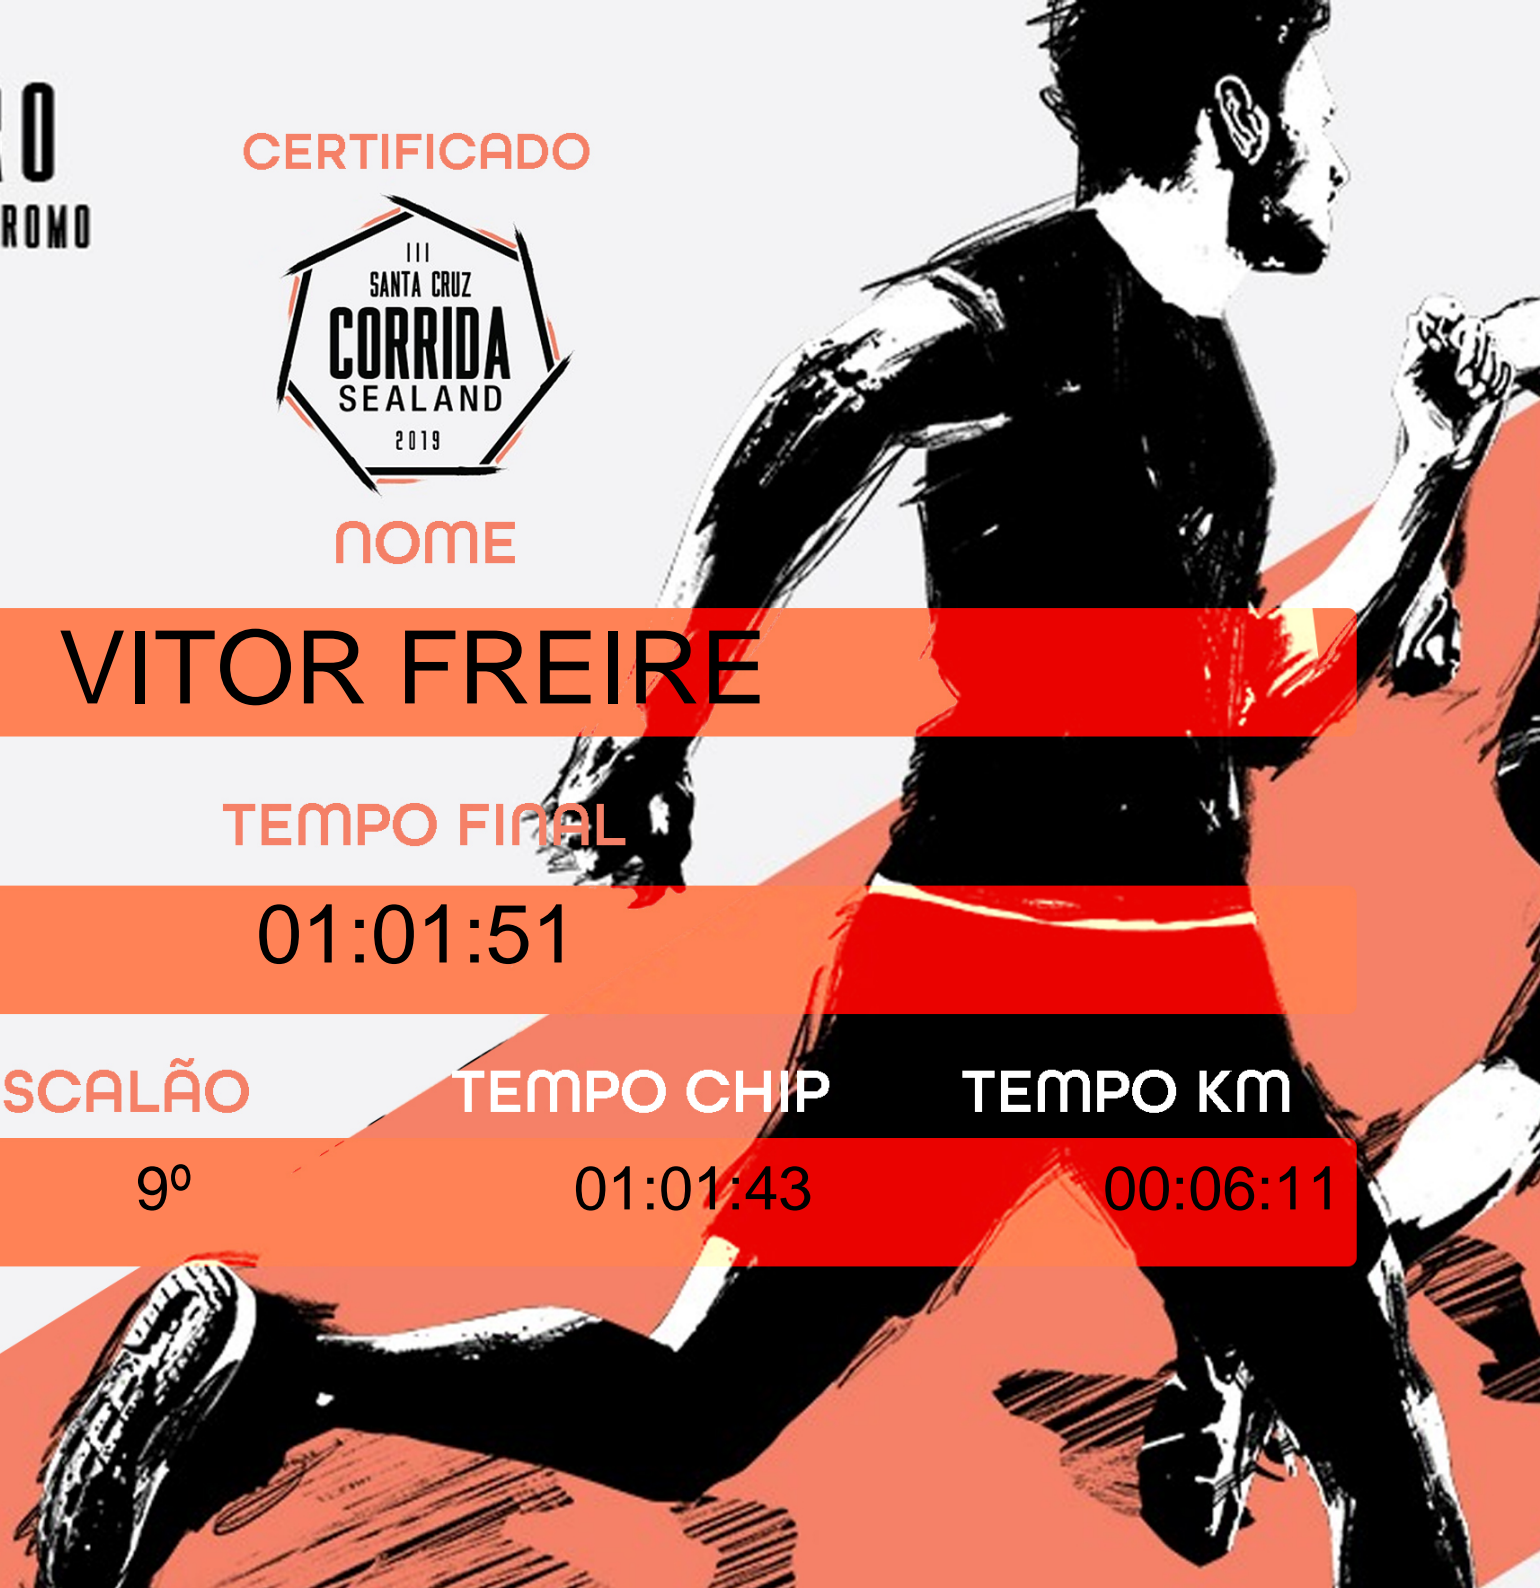 CERTIFICADO
III
SANTA CRUZ
CORRIDA
SEALAND
2019
NOME
VITOR FREIRE
TEMPO FINAL
01:01:51
SCALÃO TEMPO CHIP TEMPO KM
9º 01:01:43 00:06:11